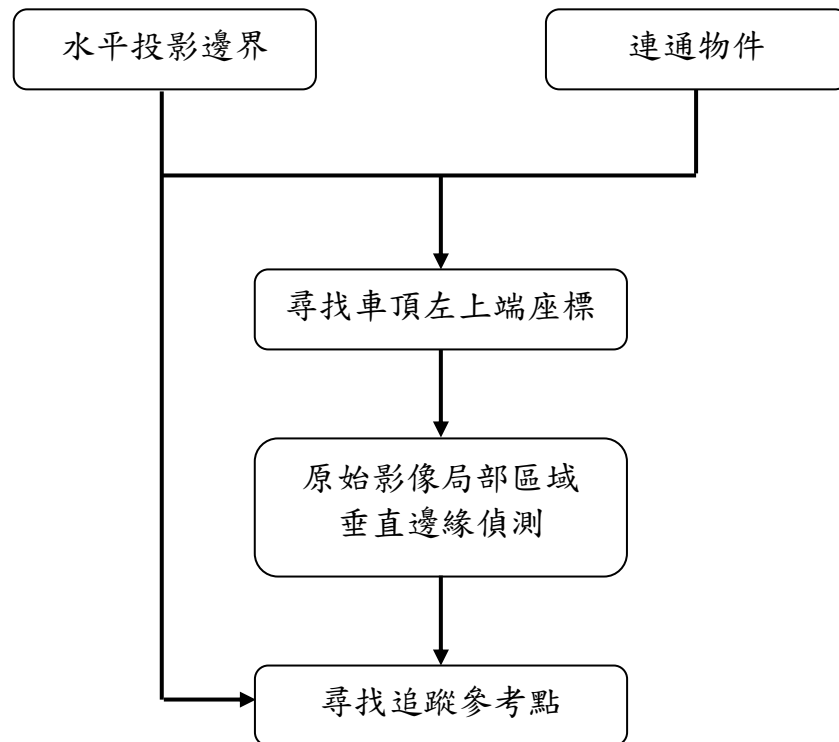 水平投影邊界
連通物件
尋找車頂左上端座標
原始影像局部區域
垂直邊緣偵測
尋找追蹤參考點